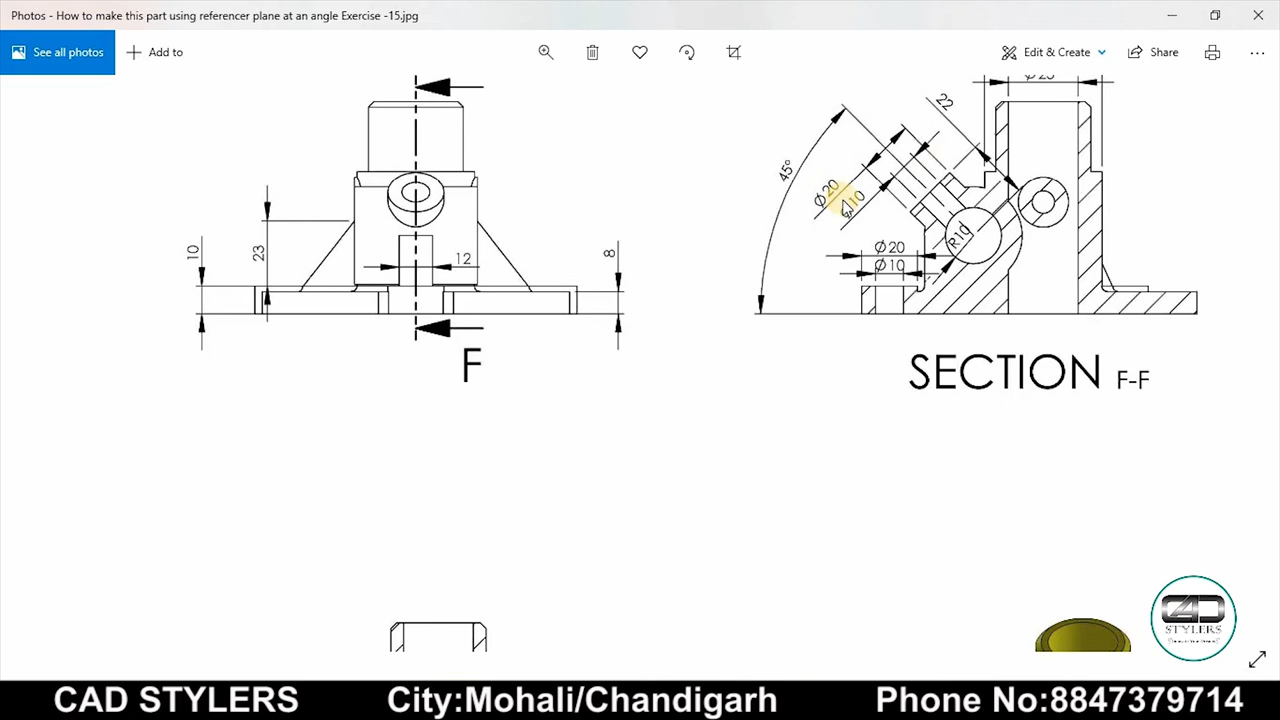 Photos - How to make this part using referencer plane at an angle Exercise -15.jpg
See all photos
Add to
Edit & Create
Share
22
45°
Ø20
10
R10
Ø20
Ø10
10
23
12
8
F
SECTION F-F
CAD
STYLERS
CAD STYLERS City:Mohali/Chandigarh Phone No:8847379714